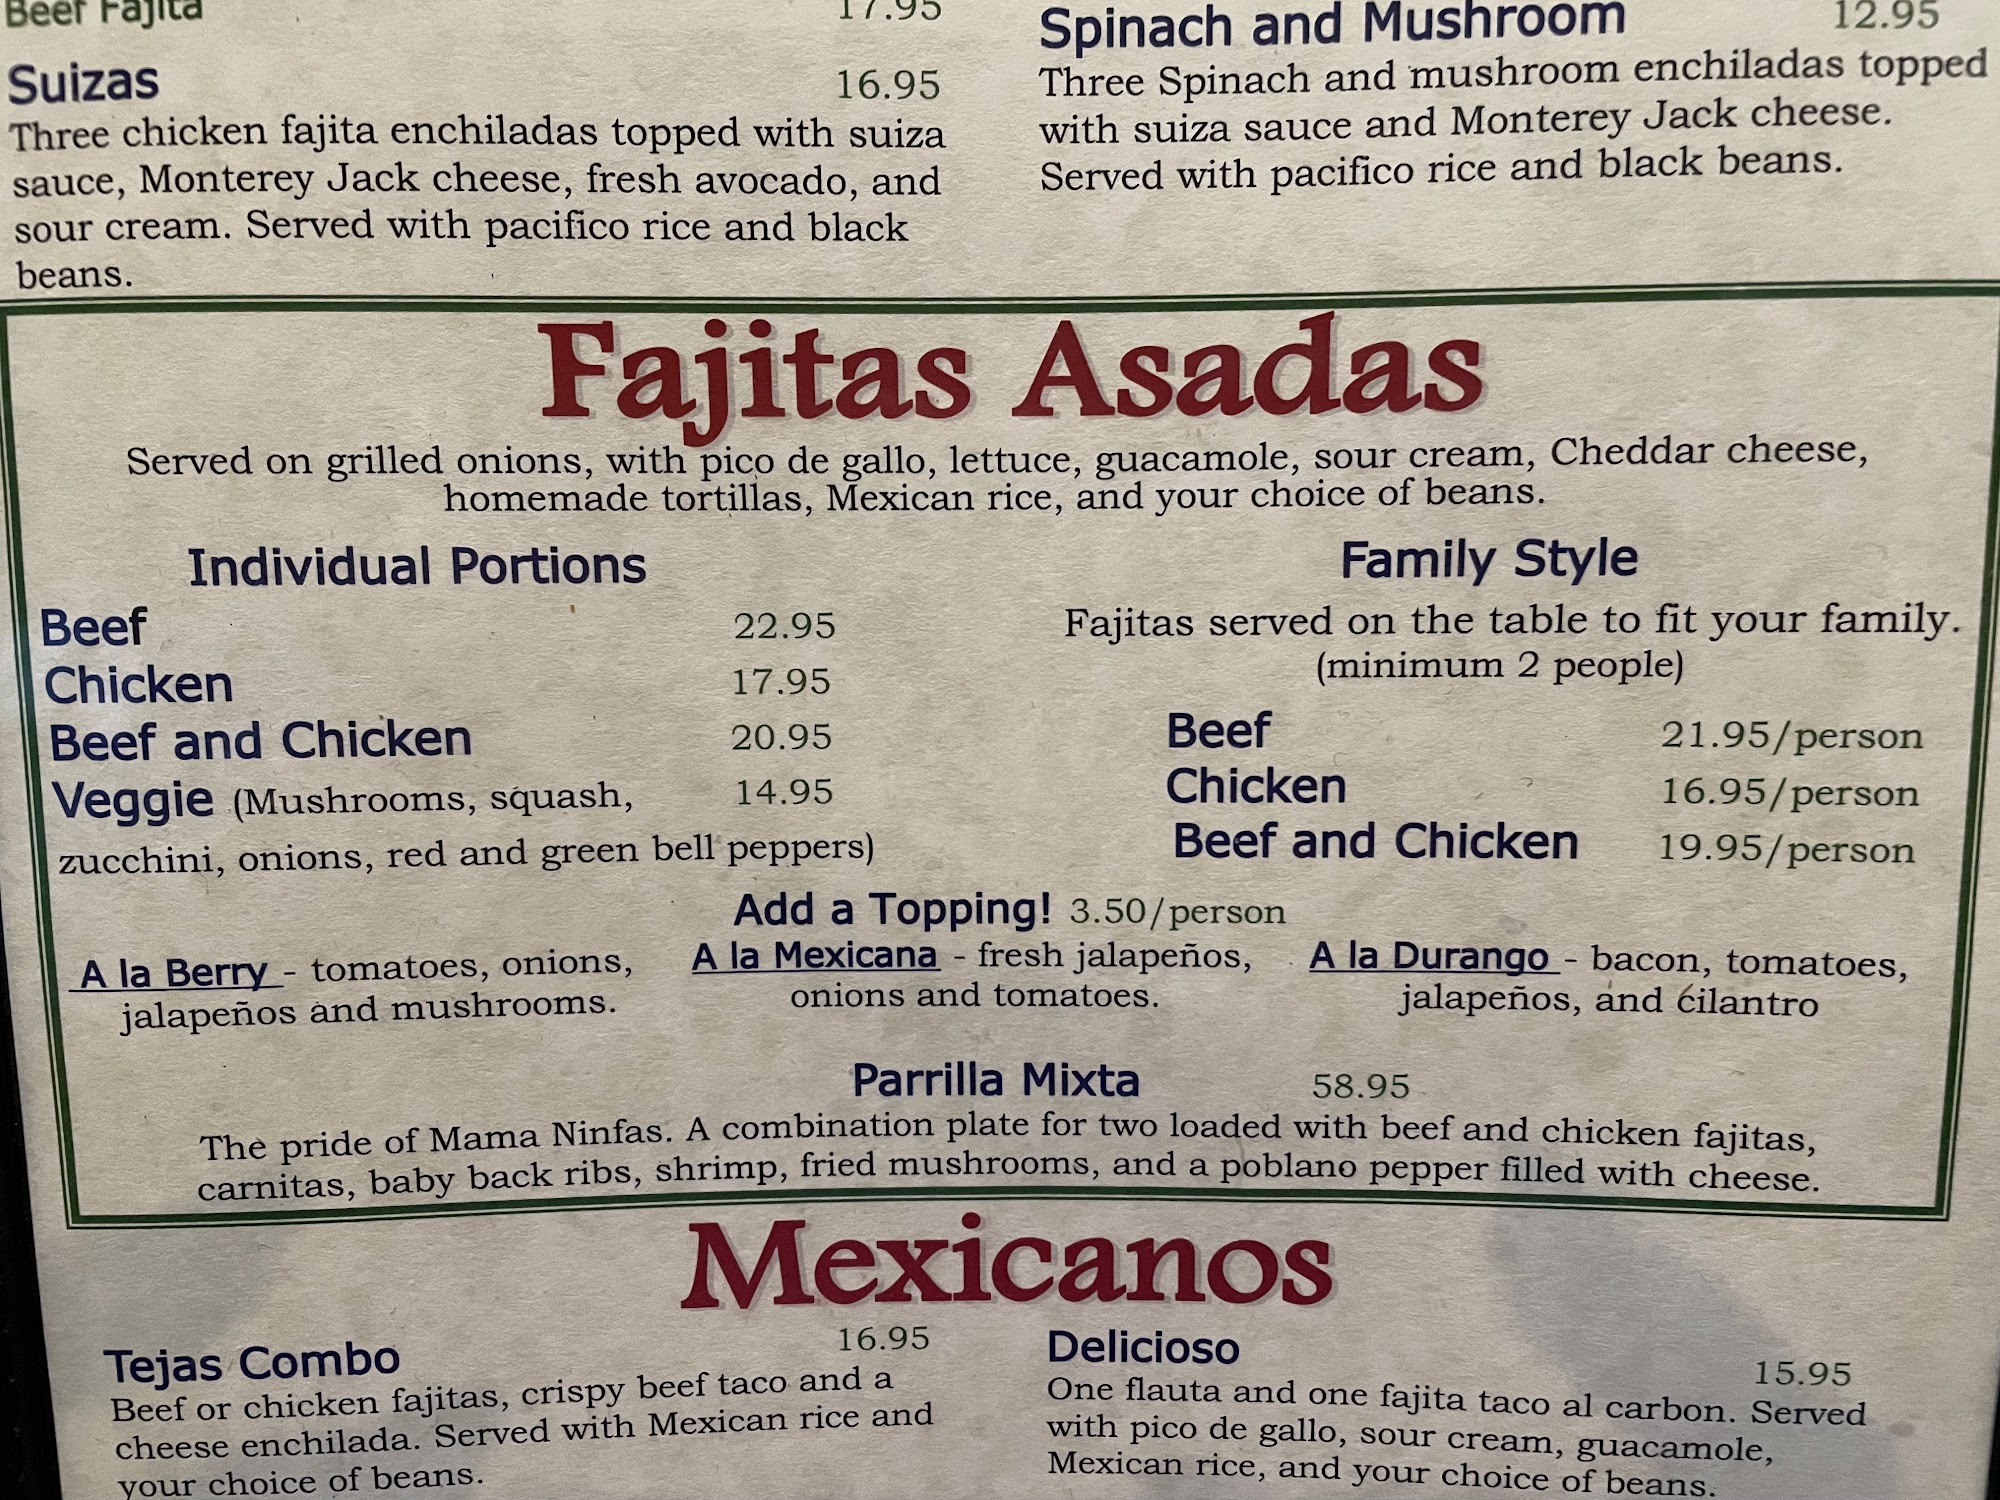 Beef Fajita 17.95
Suizas 16.95
Three chicken fajita enchiladas topped with suiza
sauce, Monterey Jack cheese, fresh avocado, and
sour cream. Served with pacifico rice and black
beans.
Spinach and Mushroom 12.95
Three Spinach and mushroom enchiladas topped
with suiza sauce and Monterey Jack cheese.
Served with pacifico rice and black beans.
Fajitas Asadas
Served on grilled onions, with pico de gallo, lettuce, guacamole, sour cream, Cheddar cheese,
homemade tortillas, Mexican rice, and your choice of beans.
Individual Portions
Beef 22.95
Chicken 17.95
Beef and Chicken 20.95
Veggie (Mushrooms, squash, 14.95
zucchini, onions, red and green bell peppers)
Family Style
Fajitas served on the table to fit your family.
(minimum 2 people)
Beef 21.95/person
Chicken 16.95/person
Beef and Chicken 19.95/person
Add a Topping! 3.50/person
A la Berry - tomatoes, onions,
jalapeños and mushrooms.
A la Mexicana - fresh jalapeños,
onions and tomatoes.
A la Durango - bacon, tomatoes,
jalapeños, and cilantro
Parrilla Mixta 58.95
The pride of Mama Ninfas. A combination plate for two loaded with beef and chicken fajitas,
carnitas, baby back ribs, shrimp, fried mushrooms, and a poblano pepper filled with cheese.
Mexicanos
Tejas Combo 16.95
Beef or chicken fajitas, crispy beef taco and a
cheese enchilada. Served with Mexican rice and
your choice of beans.
Delicioso 15.95
One flauta and one fajita taco al carbon. Served
with pico de gallo, sour cream, guacamole,
Mexican rice, and your choice of beans.